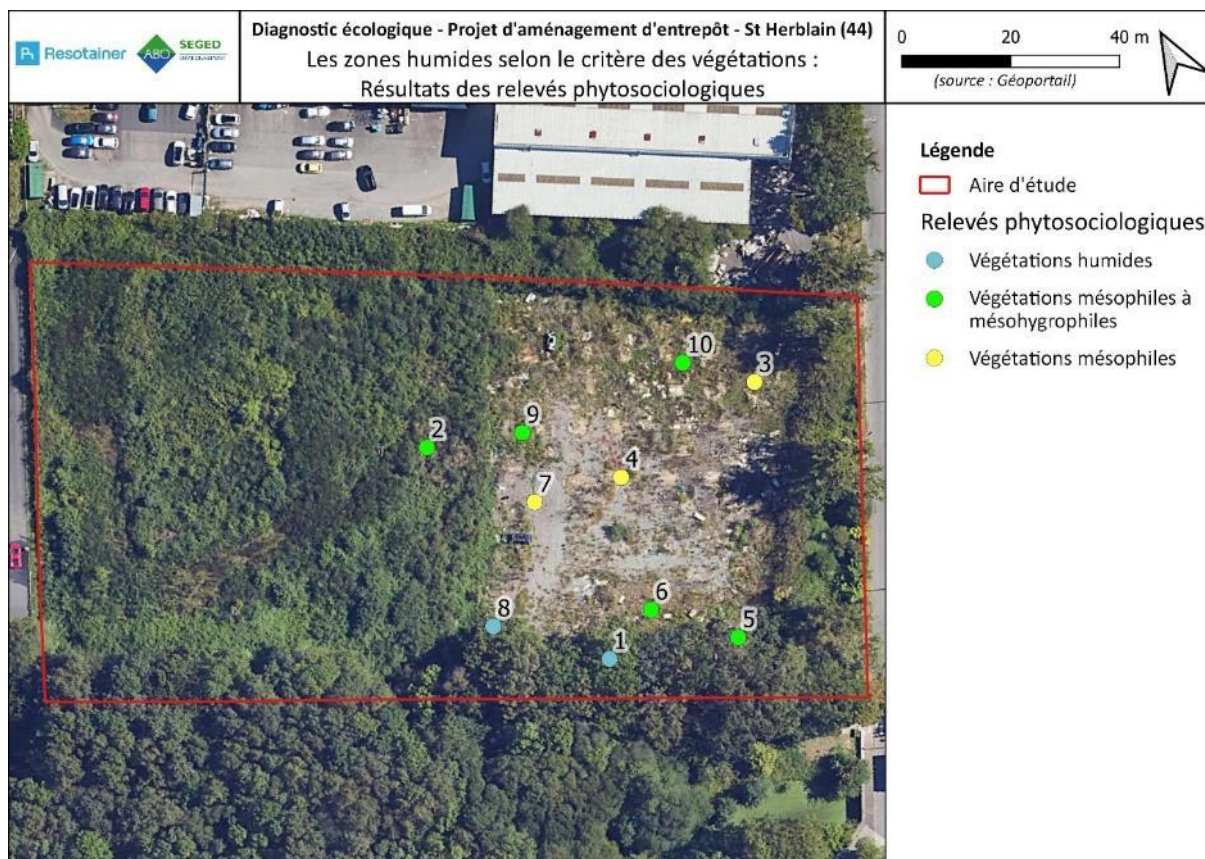 Resotainer
ABO
SEGED
ENVIRONNEMENT
Diagnostic écologique - Projet d'aménagement d'entrepôt - St Herblain (44)
Les zones humides selon le critère des végétations :
Résultats des relevés phytosociologiques
0 20 40 m
(source : Géoportail)
Légende
Aire d'étude
Relevés phytosociologiques
Végétations humides
Végétations mésophiles à
mésohygrophiles
Végétations mésophiles
10
3
9
2
4
7
6
8
5
1